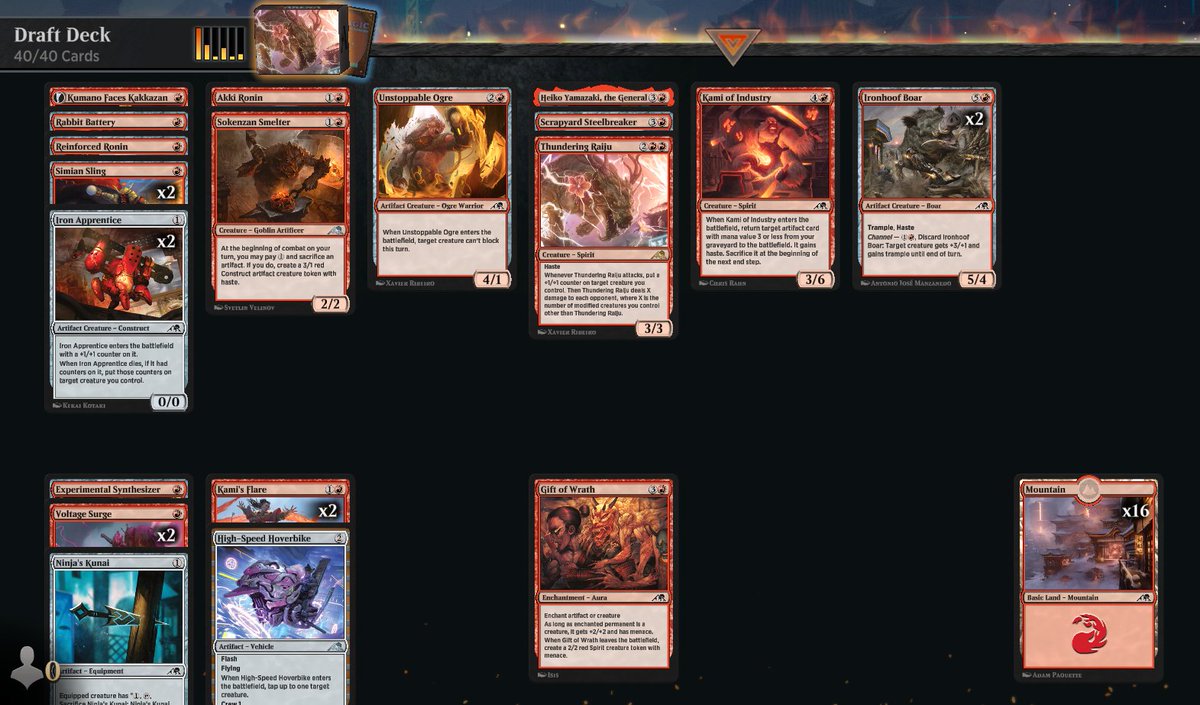 Draft Deck
40/40 Cards
Kumano Faces Kakkazan
Rabbit Battery
Reinforced Ronin
Simian Sling
x2
Iron Apprentice
1
x2
Artifact Creature – Construct
Iron Apprentice enters the battlefield
with a +1/+1 counter on it.
When Iron Apprentice dies, if it had
counters on it, put those counters on
target creature you control.
0/0
Kekai Kotaki
Akki Ronin
1
Sokenzan Smelter
1
Creature – Goblin Artificer
At the beginning of combat on your
turn, you may pay 1 and sacrifice an
artifact. If you do, create a 3/1 red
Construct artifact creature token with
haste.
2/2
Svetlin Velinov
Unstoppable Ogre
2
Artifact Creature – Ogre Warrior
When Unstoppable Ogre enters the
battlefield, target creature can't block
this turn.
4/1
Xavier Ribeiro
Heiko Yamazaki, the General
3
Scrapyard Steelbreaker
3
Thundering Raiju
2
Creature – Spirit
Haste
Whenever Thundering Raiju attacks, put a
+1/+1 counter on target creature you
control. Then Thundering Raiju deals X
damage to each opponent, where X is the
number of modified creatures you control
other than Thundering Raiju.
3/3
Xavier Ribeiro
Kami of Industry
4
Creature – Spirit
When Kami of Industry enters the
battlefield, return target artifact card
with mana value 3 or less from your
graveyard to the battlefield. It gains
haste. Sacrifice it at the beginning of
the next end step.
3/6
Chris Rahn
Ironhoof Boar
5
x2
Artifact Creature – Boar
Trample, Haste
Channel — 1, Discard Ironhoof
Boar: Target creature gets +3/+1 and
gains trample until end of turn.
5/4
Antonio José Manzanedo
Experimental Synthesizer
Voltage Surge
x2
Ninja's Kunai
1
Artifact – Equipment
Equipped creature has "1,
Sacrifice Ninja's Kunai: Ninja's Kunai
0
Kami's Flare
1
x2
High-Speed Hoverbike
2
Artifact – Vehicle
Flash
Flying
When High-Speed Hoverbike enters
the battlefield, tap up to one target
creature.
Crew 1
Gift of Wrath
3
Enchantment – Aura
Enchant artifact or creature
As long as enchanted permanent is a
creature, it gets +2/+2 and has menace.
When Gift of Wrath leaves the battlefield,
create a 2/2 red Spirit creature token with
menace.
Isis
Mountain
x16
Basic Land – Mountain
Adam Paquette